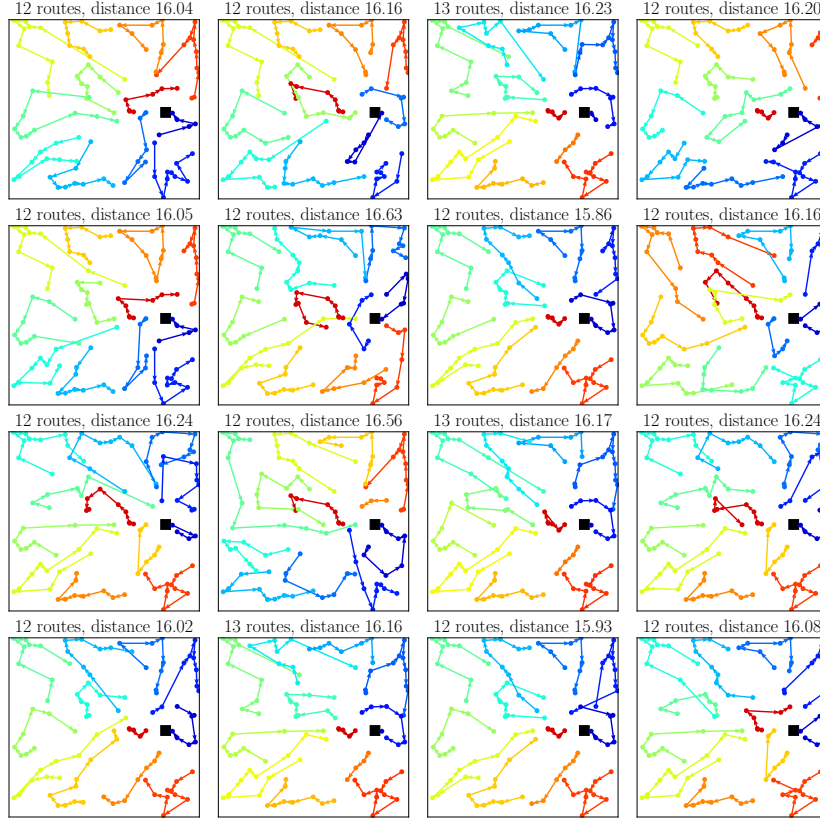 12 routes, distance 16.04
12 routes, distance 16.16
13 routes, distance 16.23
12 routes, distance 16.20
12 routes, distance 16.05
12 routes, distance 16.63
12 routes, distance 15.86
12 routes, distance 16.16
12 routes, distance 16.24
12 routes, distance 16.56
13 routes, distance 16.17
12 routes, distance 16.24
12 routes, distance 16.02
13 routes, distance 16.16
12 routes, distance 15.93
12 routes, distance 16.08